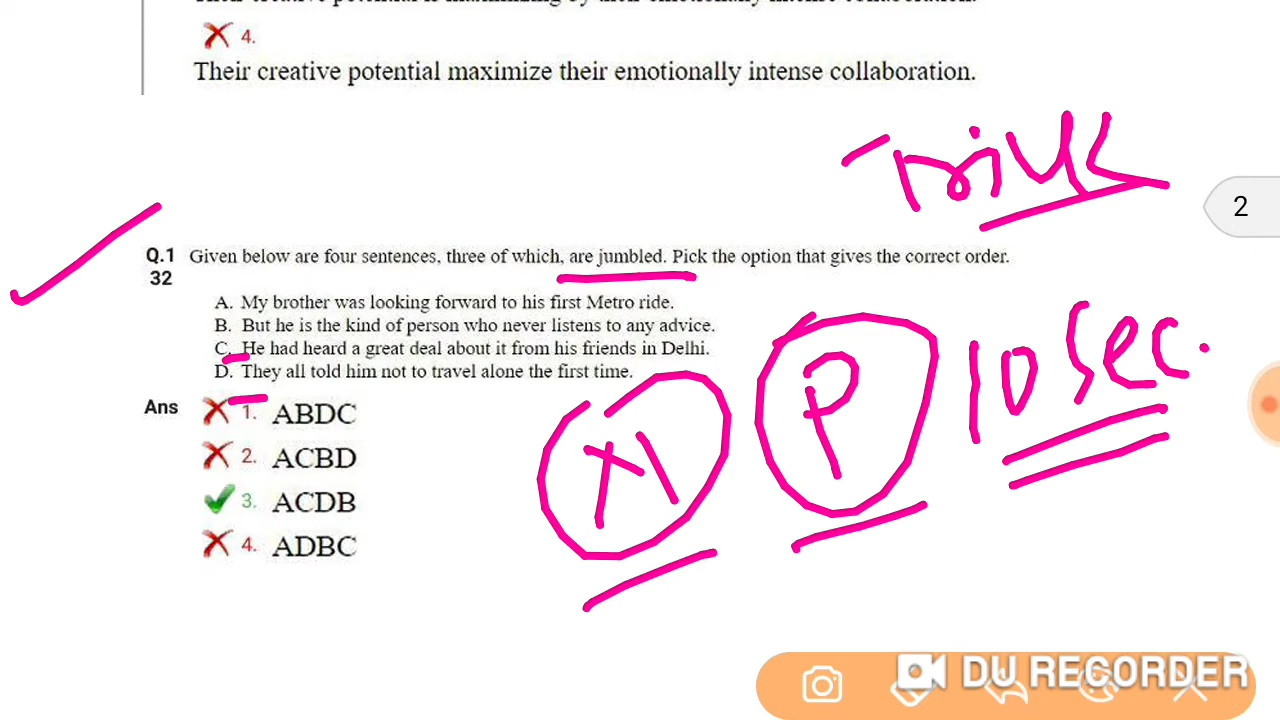 4.
Their creative potential maximize their emotionally intense collaboration.
Trick
2
Q.1 Given below are four sentences, three of which, are jumbled. Pick the option that gives the correct order.
32
A. My brother was looking forward to his first Metro ride.
B. But he is the kind of person who never listens to any advice.
C. He had heard a great deal about it from his friends in Delhi.
D. They all told him not to travel alone the first time.
P 10 Sec.
Ans 1. ABDC
2. ACBD
3. ACDB
4. ADBC
DU RECORDER